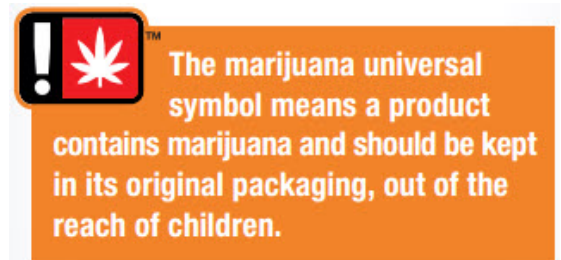 !
TM
The marijuana universal
symbol means a product
contains marijuana and should be kept
in its original packaging, out of the
reach of children.